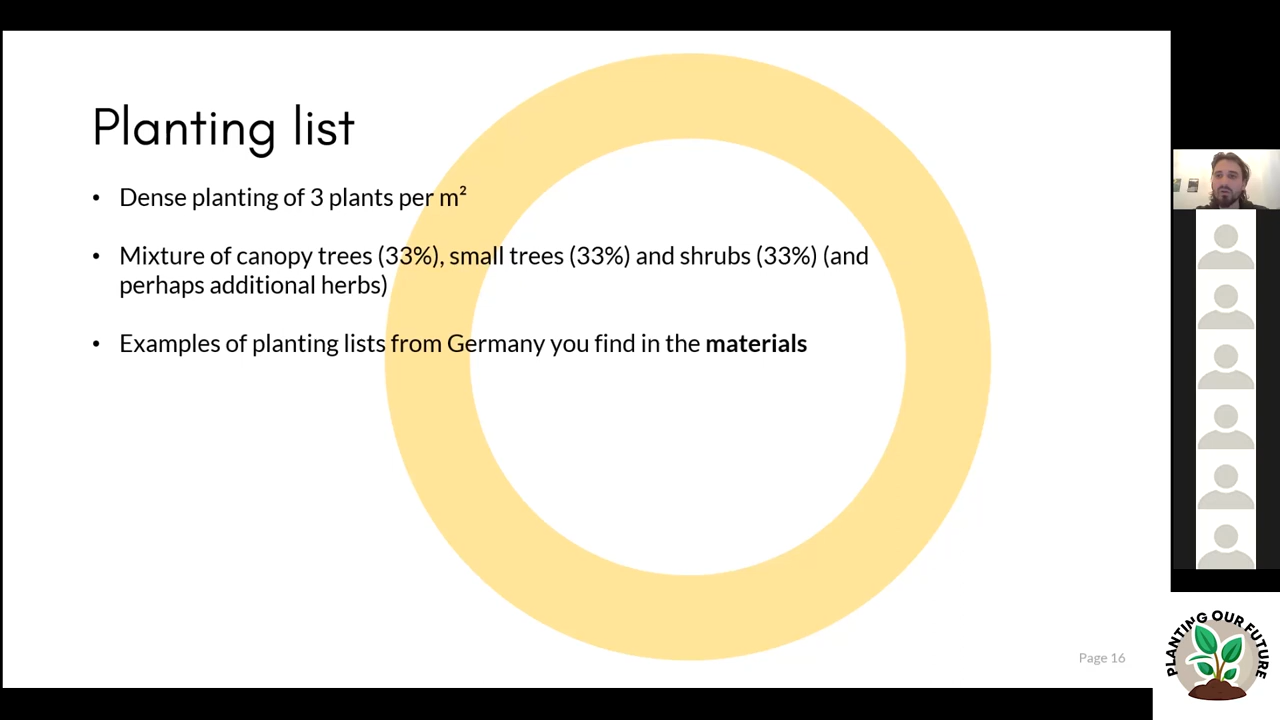 Planting list
• Dense planting of 3 plants per m²
• Mixture of canopy trees (33%), small trees (33%) and shrubs (33%) (and
perhaps additional herbs)
• Examples of planting lists from Germany you find in the materials
Page 16
PLANTING OUR FUTURE